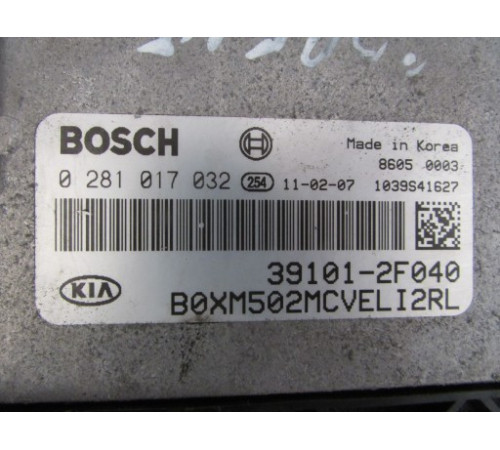 BOSCH
Made in Korea
8605 0003
0 281 017 032 254 11-02-07 1039S41627
39101-2F040
KIA
B0XM502MCVELI2RL